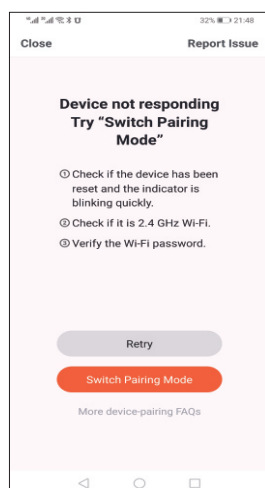 32% 21:48
Close Report Issue
Device not responding
Try “Switch Pairing
Mode”
① Check if the device has been
reset and the indicator is
blinking quickly.
② Check if it is 2.4 GHz Wi-Fi.
③ Verify the Wi-Fi password.
Retry
Switch Pairing Mode
More device-pairing FAQs